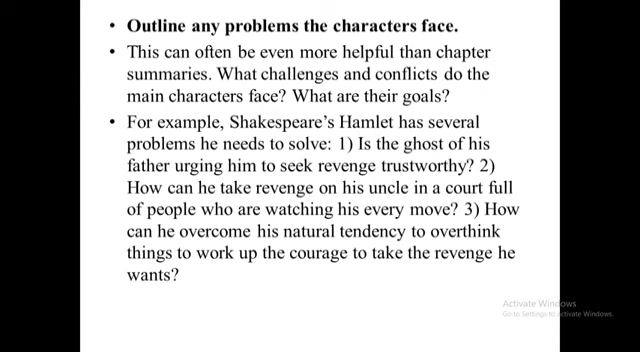 • Outline any problems the characters face.
• This can often be even more helpful than chapter
summaries. What challenges and conflicts do the
main characters face? What are their goals?
• For example, Shakespeare's Hamlet has several
problems he needs to solve: 1) Is the ghost of his
father urging him to seek revenge trustworthy? 2)
How can he take revenge on his uncle in a court full
of people who are watching his every move? 3) How
can he overcome his natural tendency to overthink
things to work up the courage to take the revenge he
wants?
Activate Windows
Go to Settings to activate Windows.